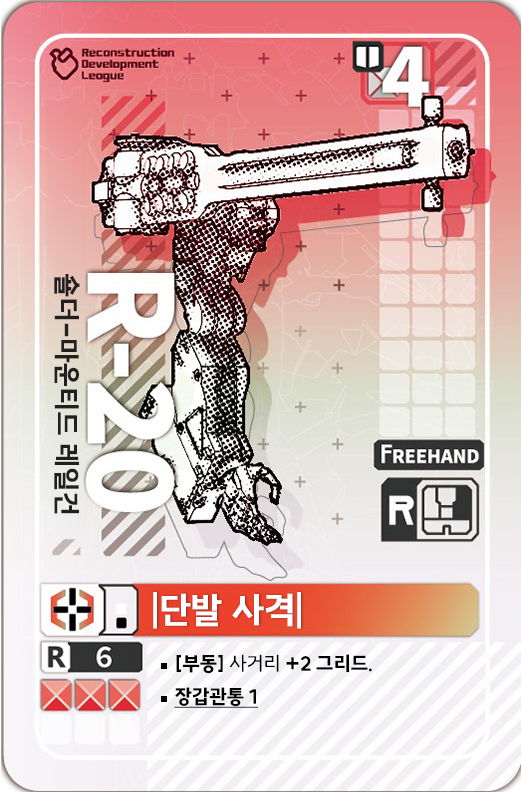 Reconstruction
Development
League
4
R-20
숄더-마운티드 레일건
FREEHAND
R
|단발 사격|
R 6
▪ [부동] 사거리 +2 그리드.
▪ 장갑관통 1